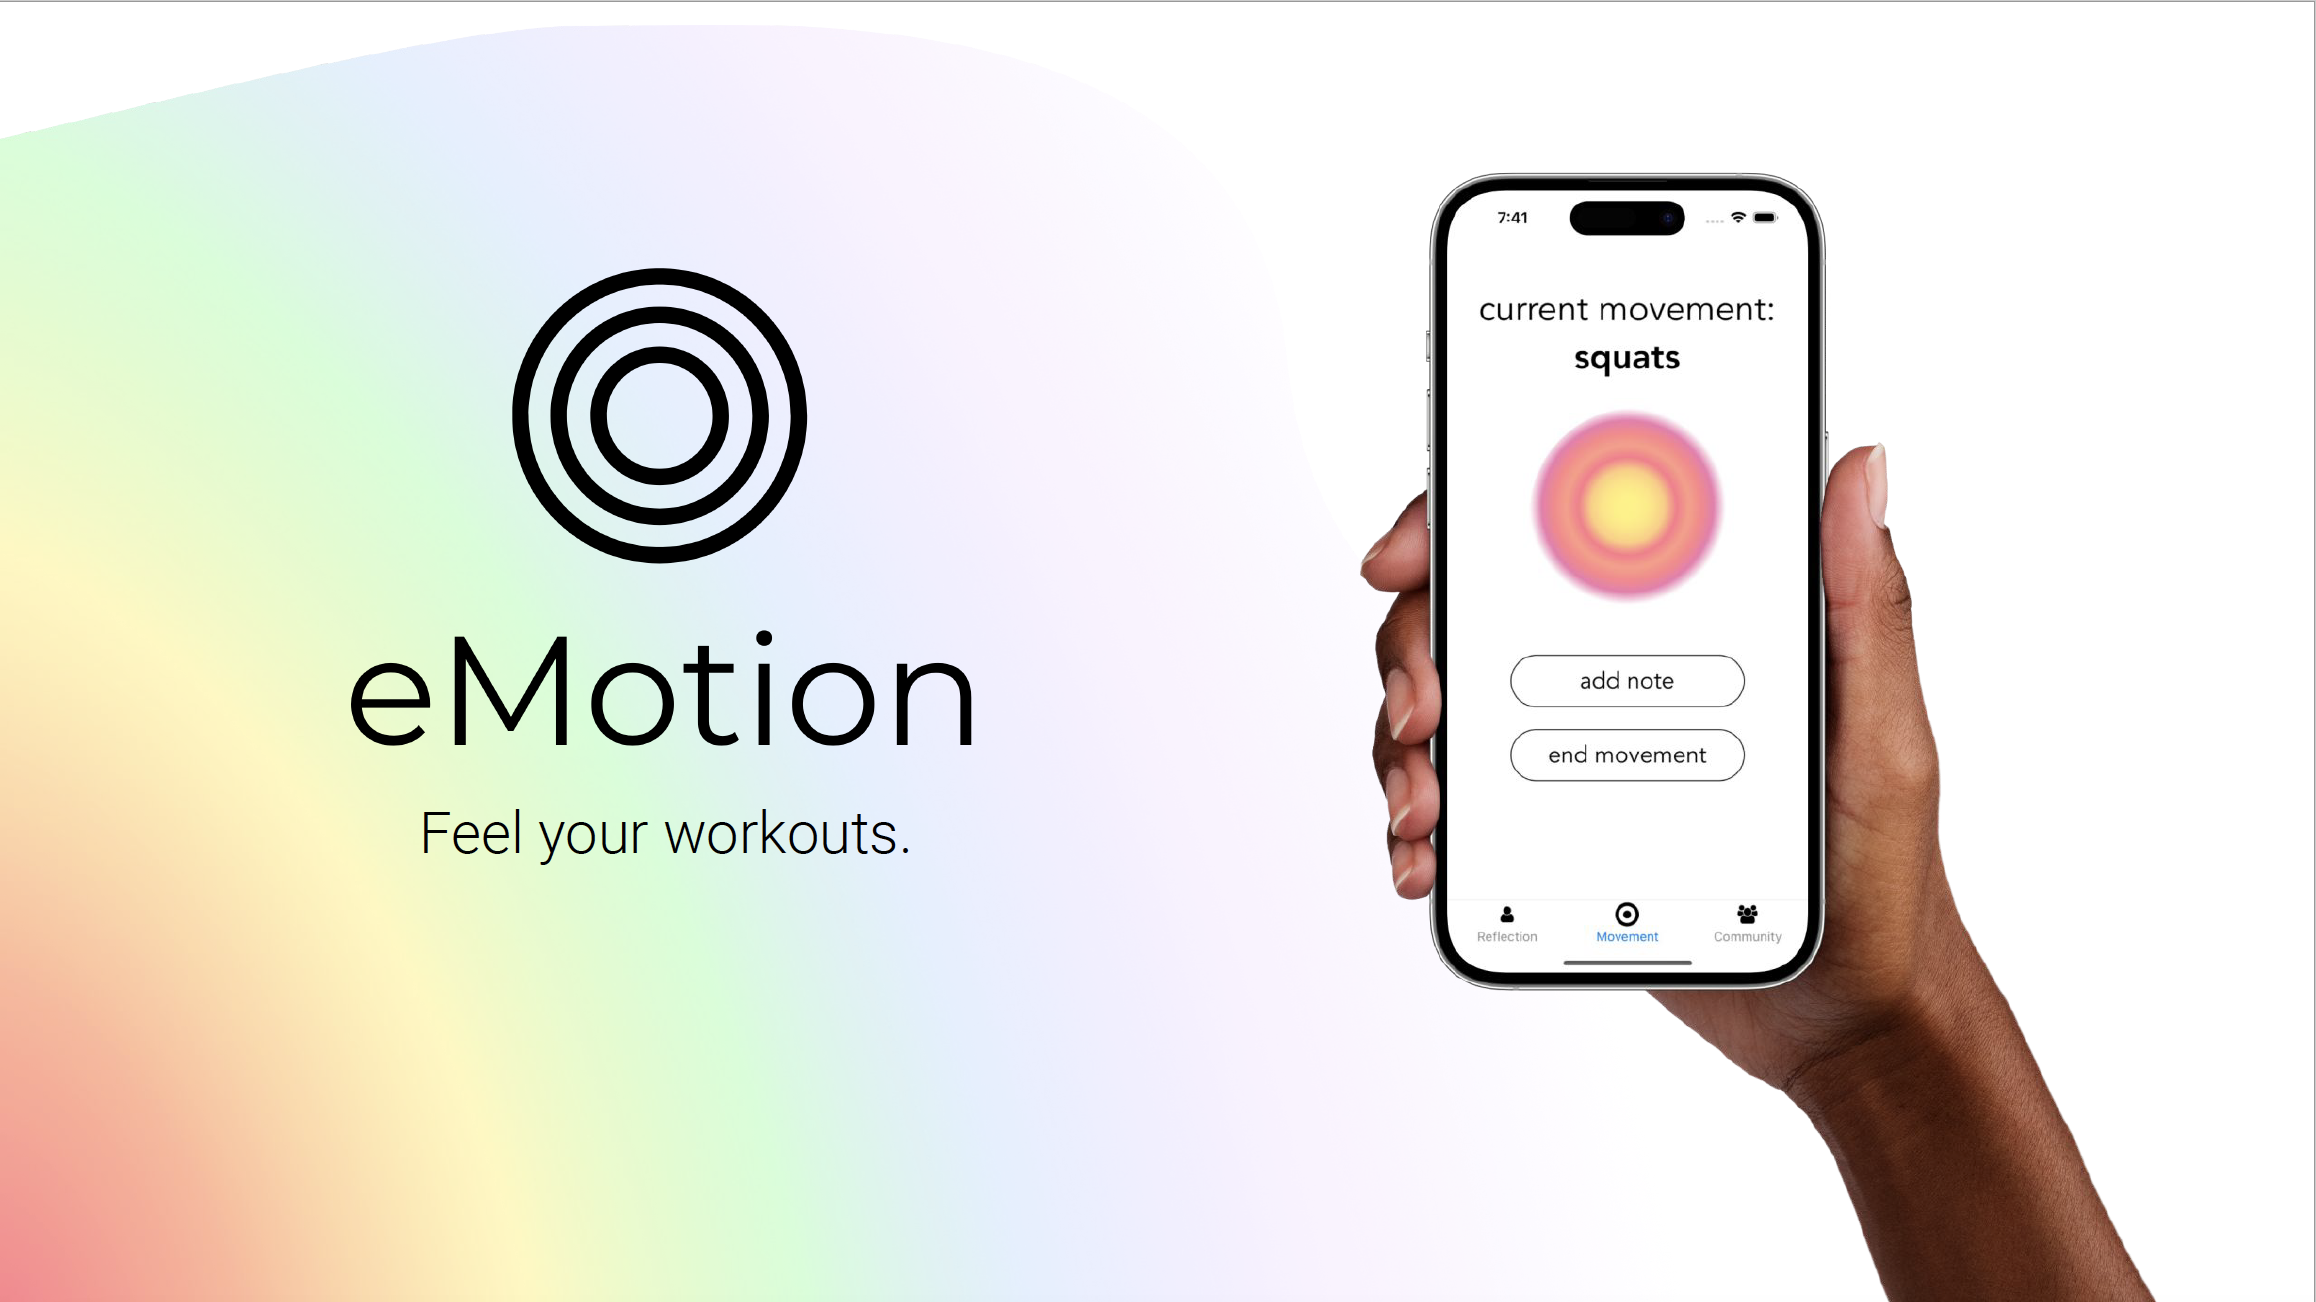 eMotion
Feel your workouts.
7:41
current movement:
squats
add note
end movement
Reflection
Movement
Community